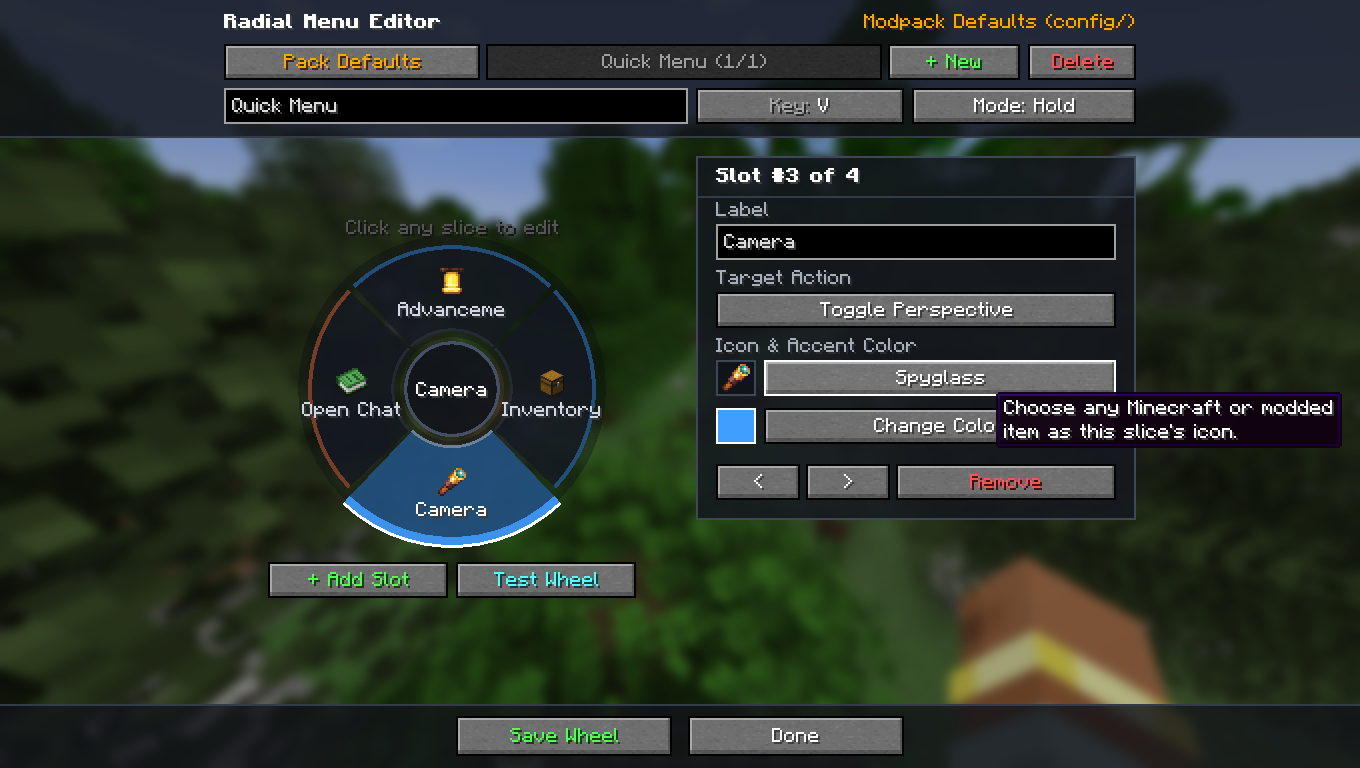 Radial Menu Editor
Modpack Defaults (config/)
Pack Defaults
Quick Menu (1/1)
+ New
Delete
Quick Menu
Key: V
Mode: Hold
Click any slice to edit
Advanceme
Open Chat
Camera
Inventory
Camera
+ Add Slot
Test Wheel
Slot #3 of 4
Label
Camera
Target Action
Toggle Perspective
Icon & Accent Color
Spyglass
Choose any Minecraft or modded
item as this slice's icon.
Change Colo
<
>
Remove
Save Wheel
Done